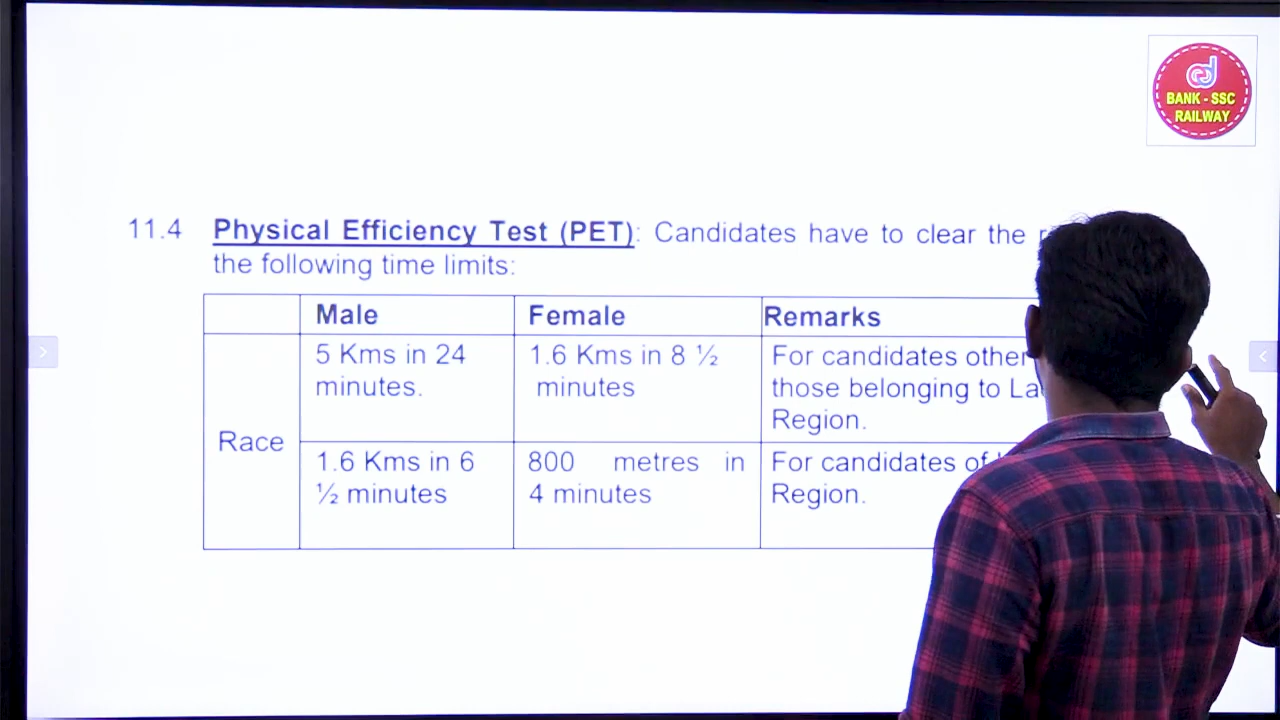 BANK - SSC
RAILWAY
11.4 Physical Efficiency Test (PET): Candidates have to clear the
the following time limits:
Male Female Remarks
5 Kms in 24 1.6 Kms in 8 ½ For candidates other
minutes. minutes those belonging to
Region.
Race
1.6 Kms in 6 800 metres in For candidates of
½ minutes 4 minutes Region.